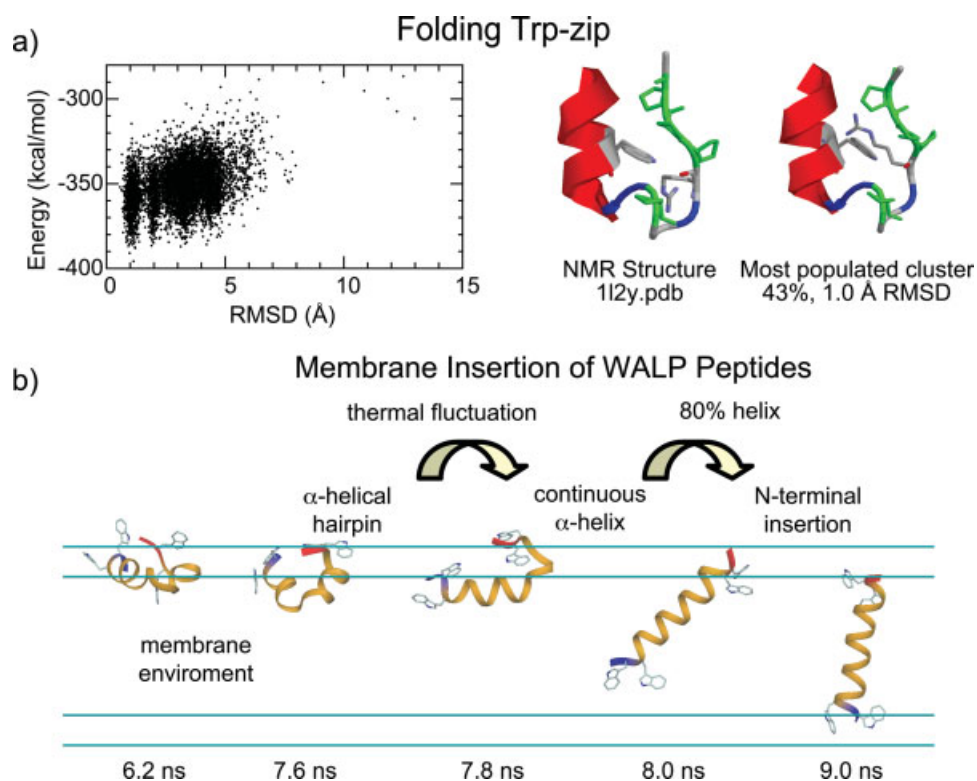 Folding Trp-zip
a)
Energy (kcal/mol)
-300
-350
-400
0
5
10
15
RMSD (Å)
NMR Structure
1l2y.pdb
Most populated cluster
43%, 1.0 Å RMSD
b)
Membrane Insertion of WALP Peptides
thermal fluctuation
80% helix
α-helical
hairpin
continuous
α-helix
N-terminal
insertion
membrane
enviroment
6.2 ns
7.6 ns
7.8 ns
8.0 ns
9.0 ns